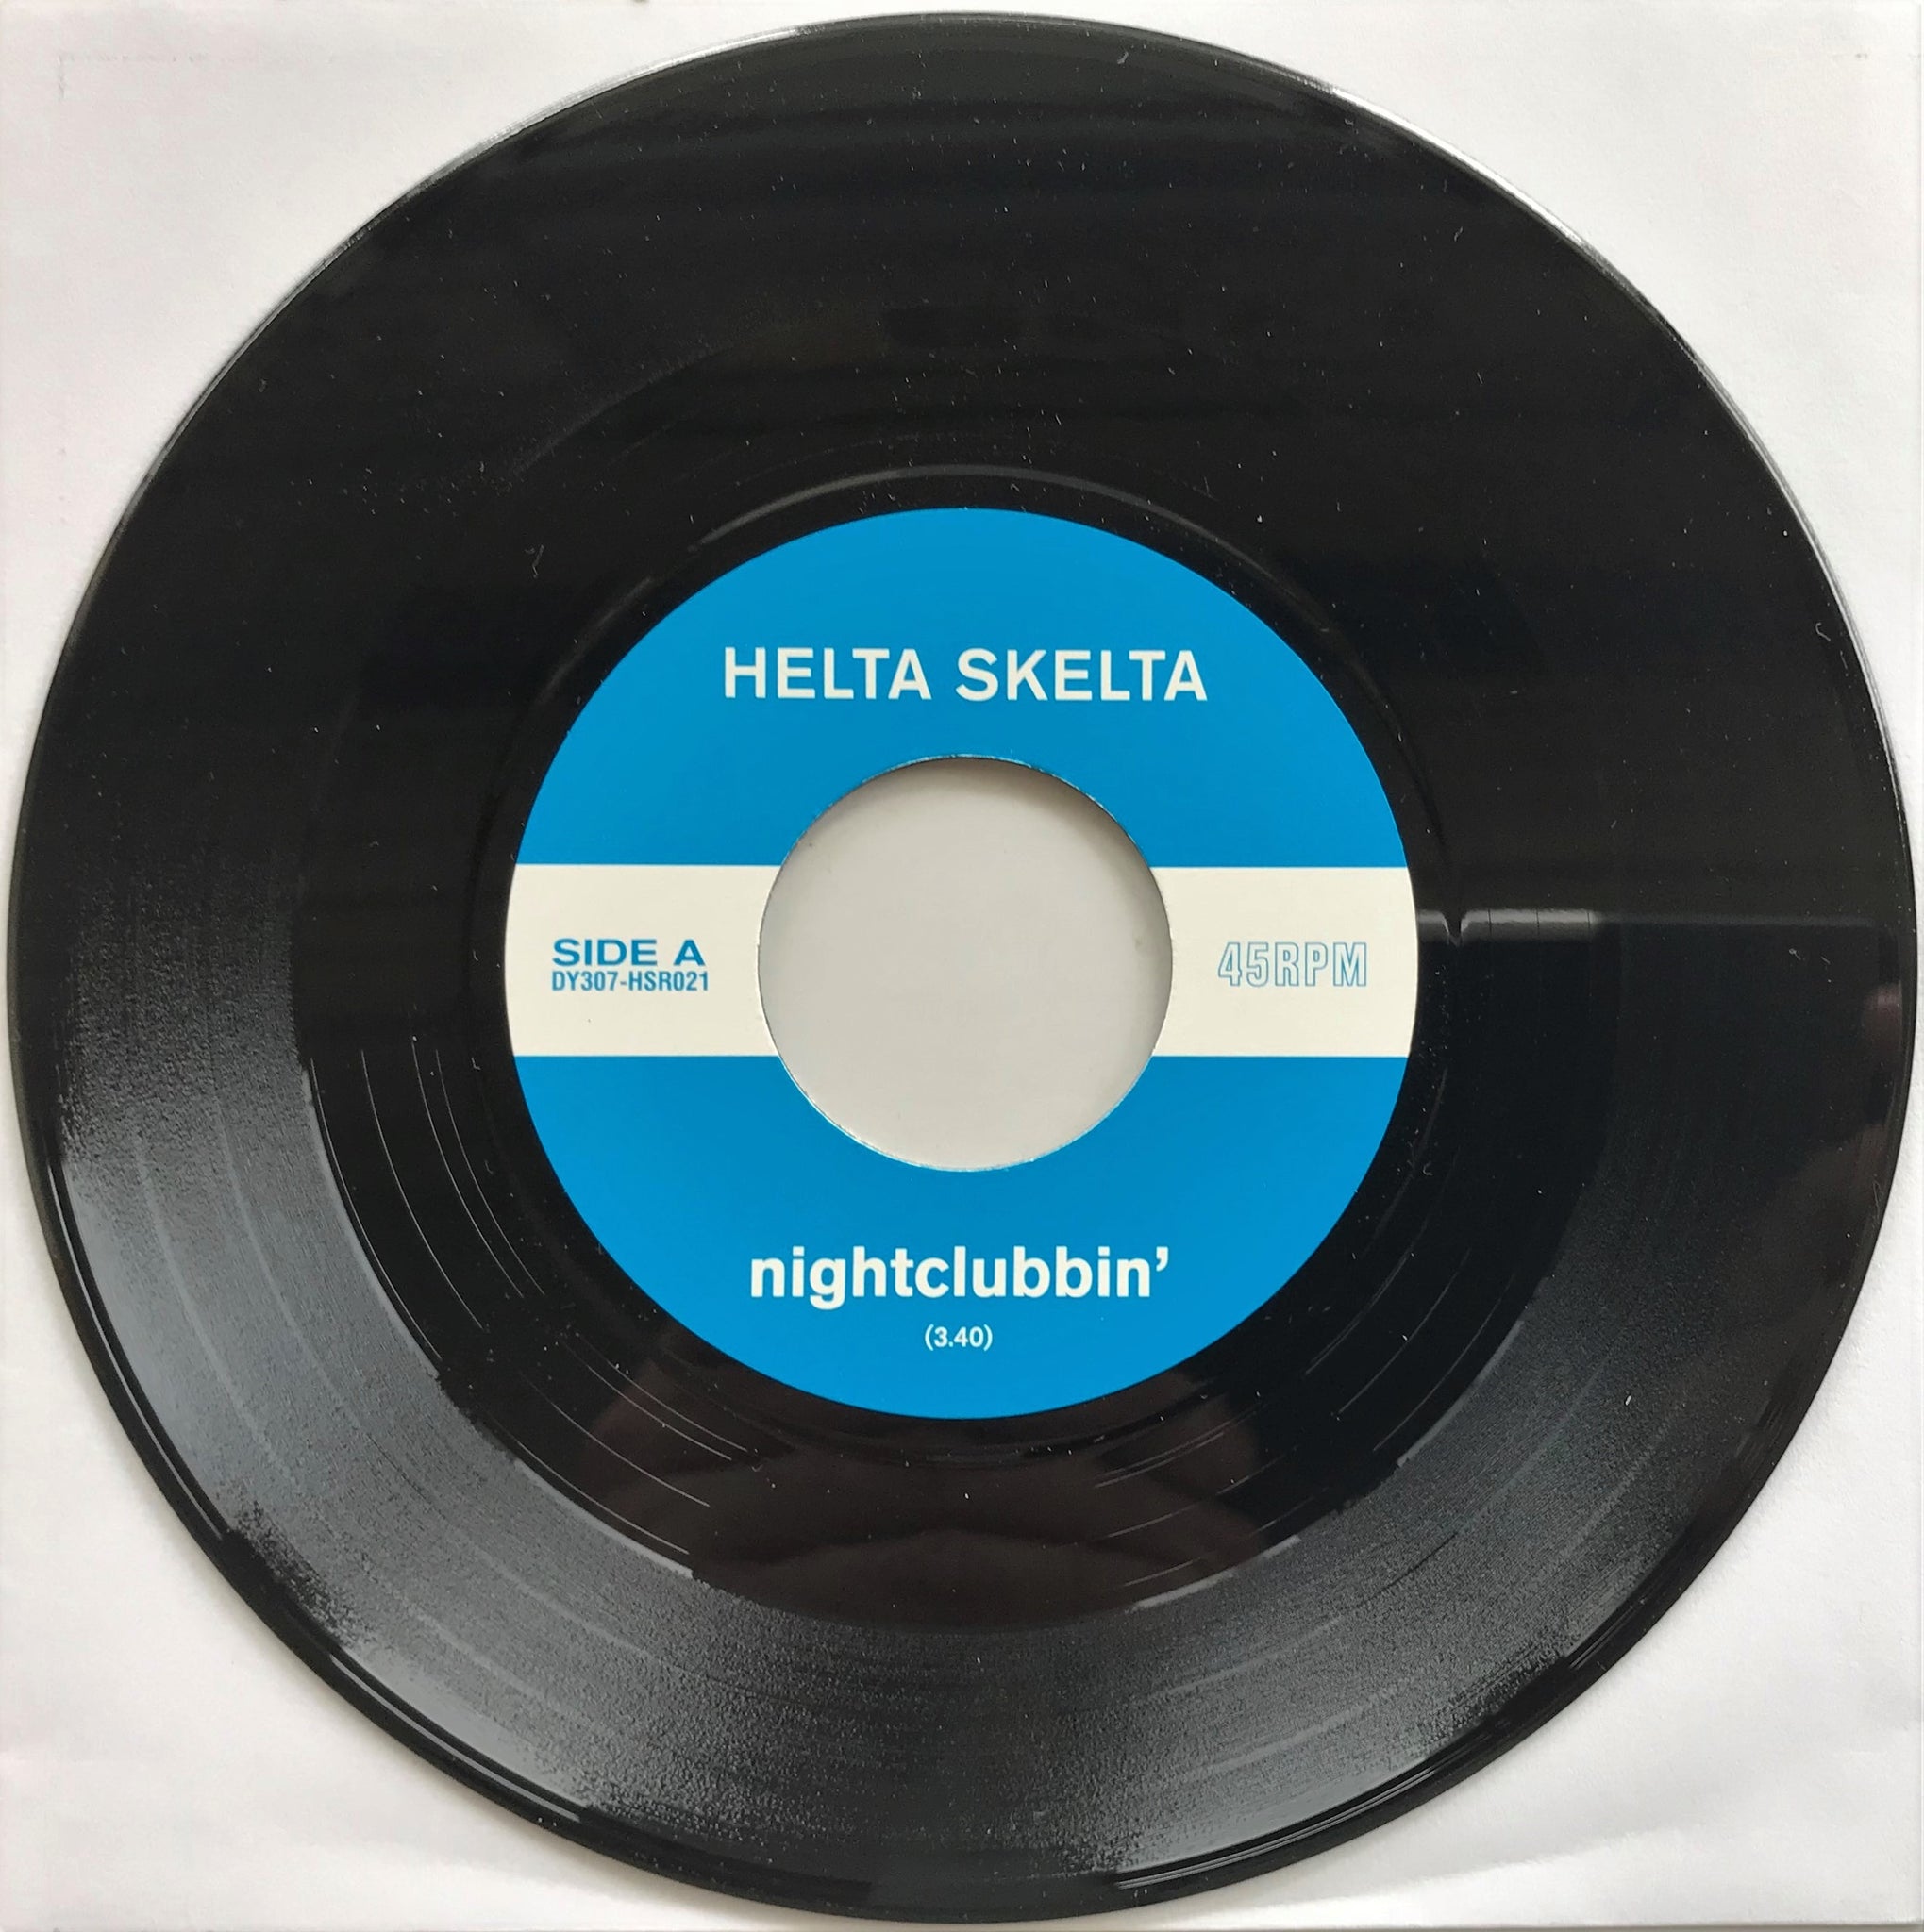 HELTA SKELTA
SIDE A
DY307-HSR021
45RPM
nightclubbin’
(3.40)